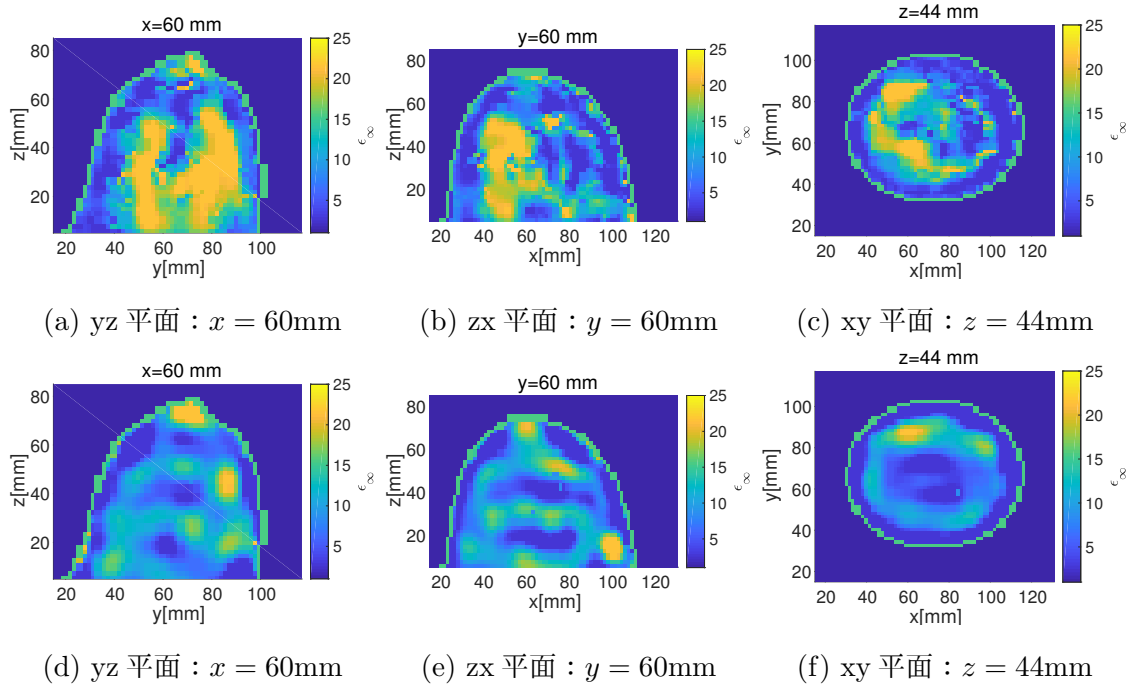 x=60 mm
80
60
40
20
z[mm]
20 40 60 80 100
y[mm]
25
20
15
10
5
ϵ∞
y=60 mm
80
60
40
20
z[mm]
20 40 60 80 100 120
x[mm]
25
20
15
10
5
ϵ∞
z=44 mm
100
80
60
40
20
y[mm]
20 40 60 80 100 120
x[mm]
25
20
15
10
5
ϵ∞
(a) yz 平面：x = 60mm
(b) zx 平面：y = 60mm
(c) xy 平面：z = 44mm
x=60 mm
80
60
40
20
z[mm]
20 40 60 80 100
y[mm]
25
20
15
10
5
ϵ∞
y=60 mm
80
60
40
20
z[mm]
20 40 60 80 100 120
x[mm]
25
20
15
10
5
ϵ∞
z=44 mm
100
80
60
40
20
y[mm]
20 40 60 80 100 120
x[mm]
25
20
15
10
5
ϵ∞
(d) yz 平面：x = 60mm
(e) zx 平面：y = 60mm
(f) xy 平面：z = 44mm